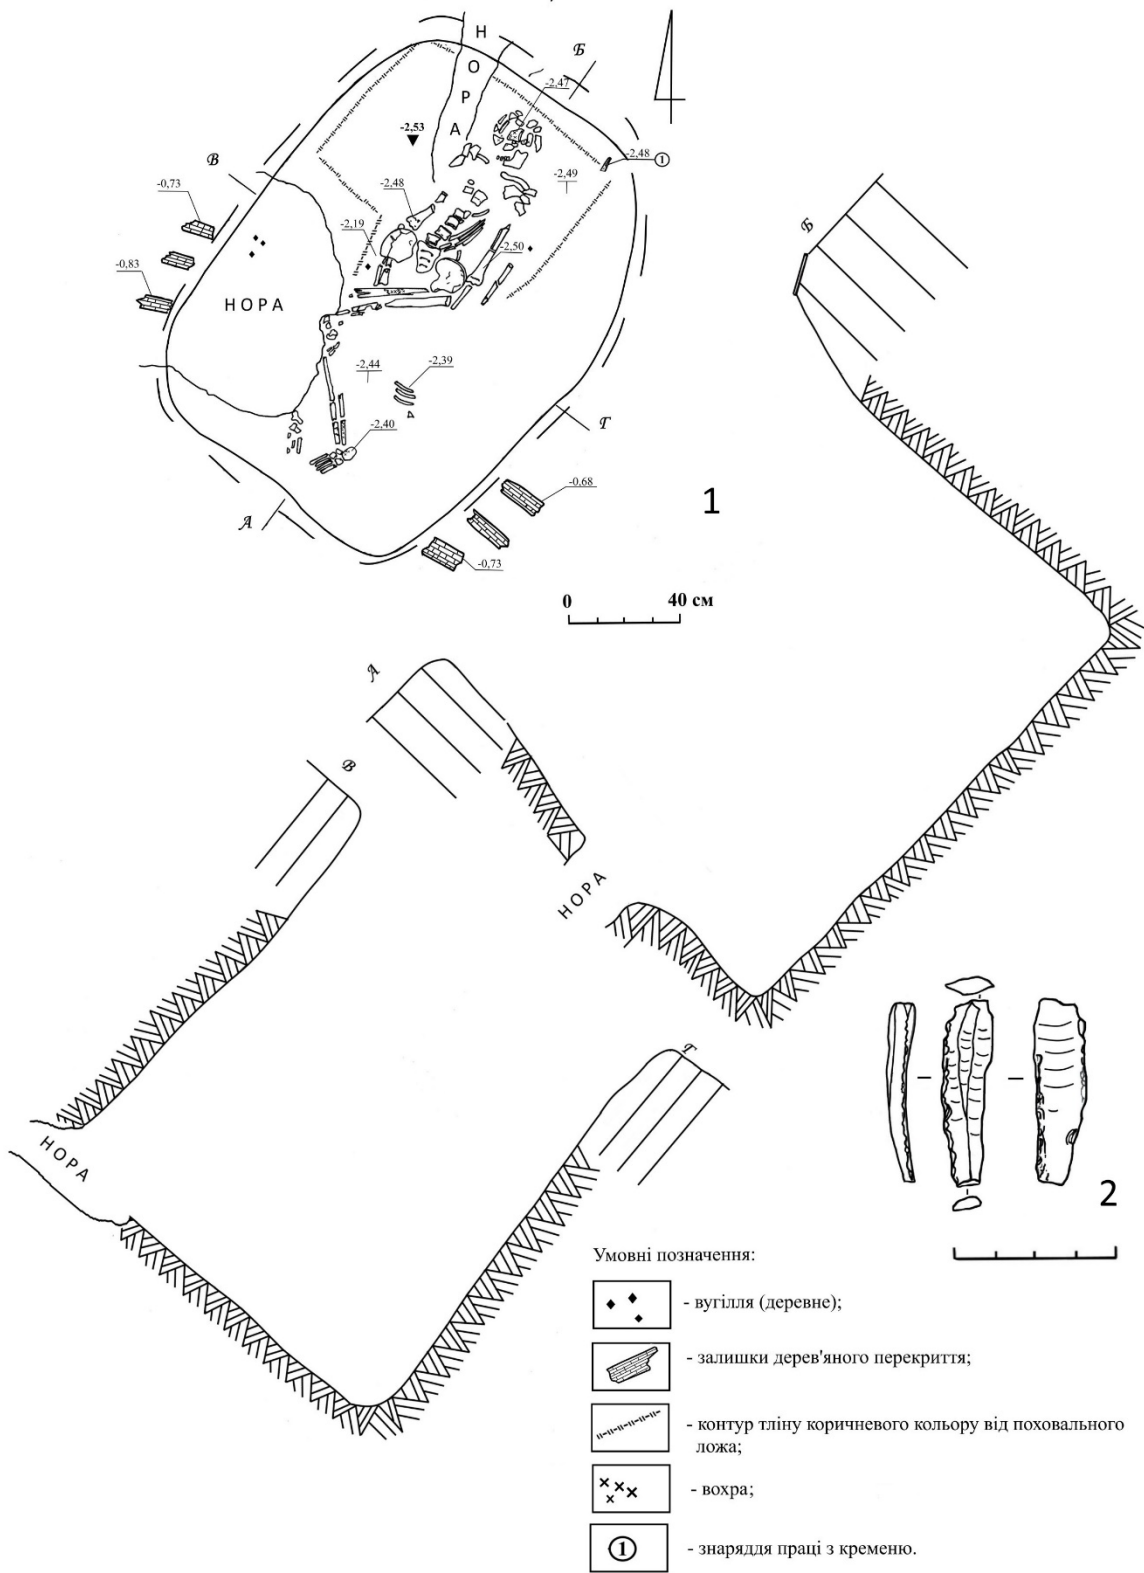 Н
О
Р
А
Б
-2,47
-2,53
-2,48
1
В
-2,49
-0,73
-2,48
-2,19
-2,50
-0,83
НОРА
-2,44
-2,39
-2,40
Г
-0,68
А
-0,73
1
0 40 см
Б
А
В
НОРА
НОРА
Г
2
Умовні позначення:
- вугілля (деревне);
- залишки дерев'яного перекриття;
- контур тліну коричневого кольору від поховального
ложа;
- вохра;
1
- знаряддя праці з кременю.